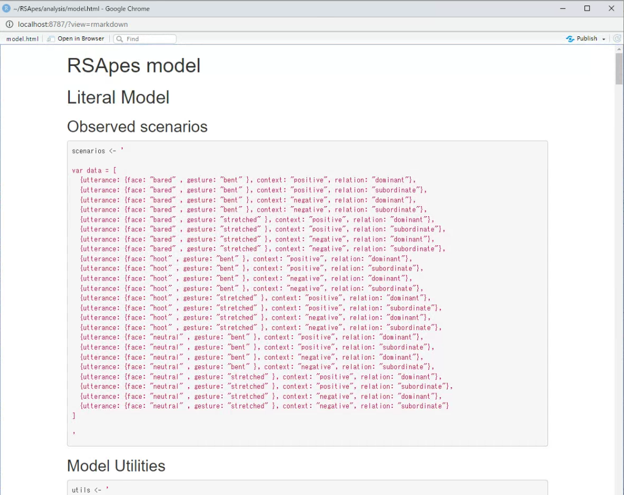 ~/RSApes/analysis/model.html - Google Chrome
localhost:8787/?view=rmarkdown
model.html Open in Browser Find Publish
RSApes model
Literal Model
Observed scenarios
scenarios <- '
var data = [
{utterance: {face: "bared" , gesture: "bent" }, context: "positive", relation: "dominant"},
{utterance: {face: "bared" , gesture: "bent" }, context: "positive", relation: "subordinate"},
{utterance: {face: "bared" , gesture: "bent" }, context: "negative", relation: "dominant"},
{utterance: {face: "bared" , gesture: "bent" }, context: "negative", relation: "subordinate"},
{utterance: {face: "bared" , gesture: "stretched" }, context: "positive", relation: "dominant"},
{utterance: {face: "bared" , gesture: "stretched" }, context: "positive", relation: "subordinate"},
{utterance: {face: "bared" , gesture: "stretched" }, context: "negative", relation: "dominant"},
{utterance: {face: "bared" , gesture: "stretched" }, context: "negative", relation: "subordinate"},
{utterance: {face: "hoot" , gesture: "bent" }, context: "positive", relation: "dominant"},
{utterance: {face: "hoot" , gesture: "bent" }, context: "positive", relation: "subordinate"},
{utterance: {face: "hoot" , gesture: "bent" }, context: "negative", relation: "dominant"},
{utterance: {face: "hoot" , gesture: "bent" }, context: "negative", relation: "subordinate"},
{utterance: {face: "hoot" , gesture: "stretched" }, context: "positive", relation: "dominant"},
{utterance: {face: "hoot" , gesture: "stretched" }, context: "positive", relation: "subordinate"},
{utterance: {face: "hoot" , gesture: "stretched" }, context: "negative", relation: "dominant"},
{utterance: {face: "hoot" , gesture: "stretched" }, context: "negative", relation: "subordinate"},
{utterance: {face: "neutral" , gesture: "bent" }, context: "positive", relation: "dominant"},
{utterance: {face: "neutral" , gesture: "bent" }, context: "positive", relation: "subordinate"},
{utterance: {face: "neutral" , gesture: "bent" }, context: "negative", relation: "dominant"},
{utterance: {face: "neutral" , gesture: "bent" }, context: "negative", relation: "subordinate"},
{utterance: {face: "neutral" , gesture: "stretched" }, context: "positive", relation: "dominant"},
{utterance: {face: "neutral" , gesture: "stretched" }, context: "positive", relation: "subordinate"},
{utterance: {face: "neutral" , gesture: "stretched" }, context: "negative", relation: "dominant"},
{utterance: {face: "neutral" , gesture: "stretched" }, context: "negative", relation: "subordinate"}
]
'
Model Utilities
utils <- '